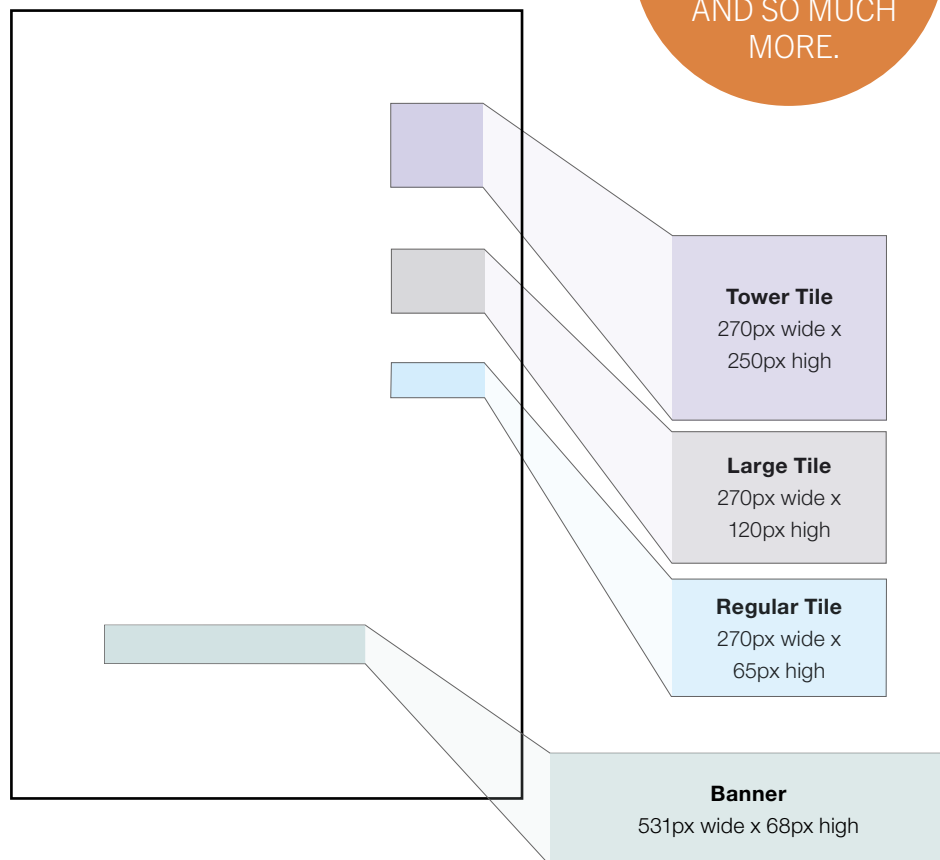 AND SO MUCH
MORE.
Tower Tile
270px wide x
250px high
Large Tile
270px wide x
120px high
Regular Tile
270px wide x
65px high
Banner
531px wide x 68px high